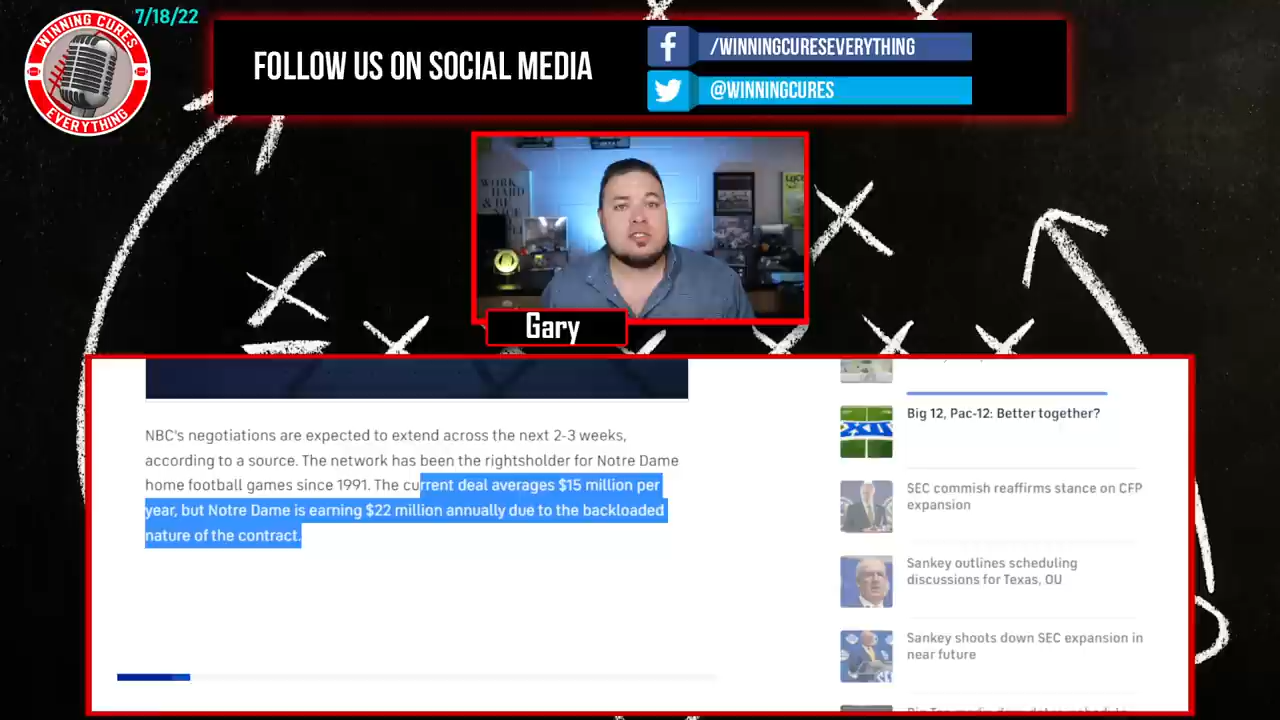 7/18/22
WINNING CURES
EVERYTHING
FOLLOW US ON SOCIAL MEDIA
/WINNINGCURESEVERYTHING
@WINNINGCURES
WORK
HARD
& BE
NICE
Gary
NBC's negotiations are expected to extend across the next 2-3 weeks,
according to a source. The network has been the rightsholder for Notre Dame
home football games since 1991. The current deal averages $15 million per
year, but Notre Dame is earning $22 million annually due to the backloaded
nature of the contract.
Big 12, Pac-12: Better together?
SEC commish reaffirms stance on CFP
expansion
Sankey outlines scheduling
discussions for Texas, OU
Sankey shoots down SEC expansion in
near future